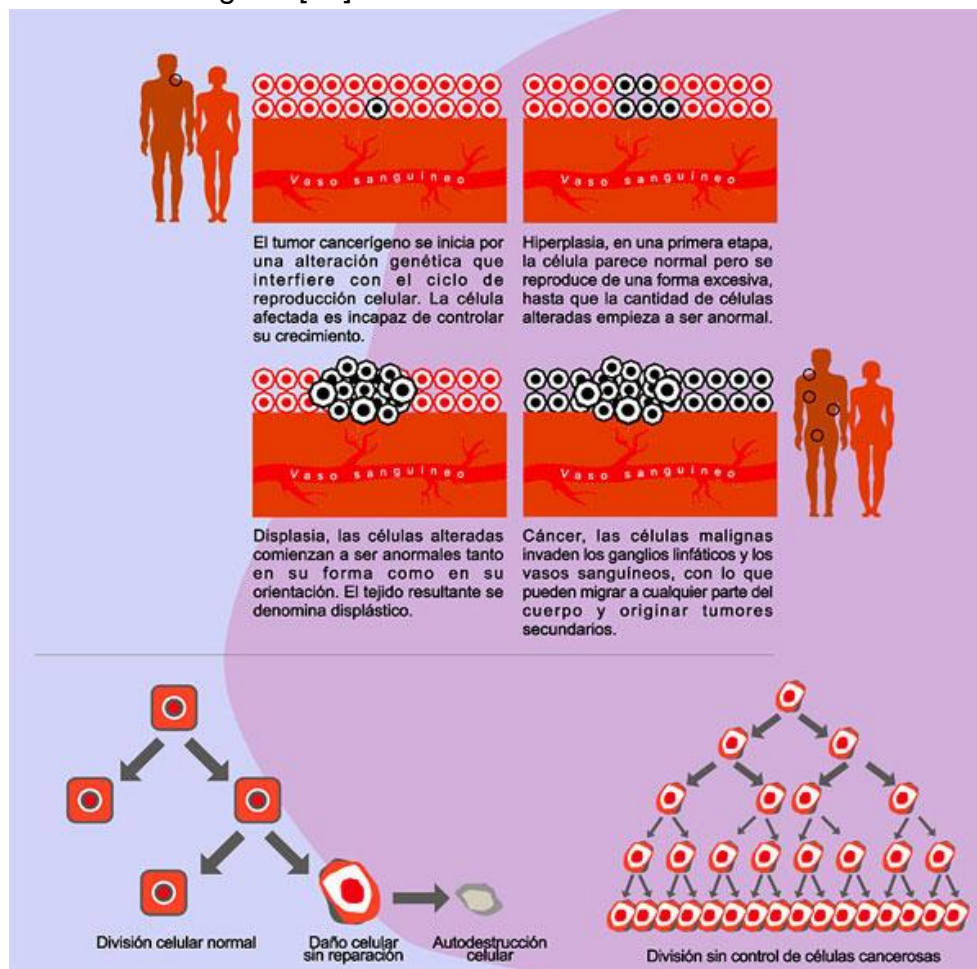 Vaso sanguíneo
Vaso sanguíneo
El tumor cancerígeno se inicia por
una alteración genética que
interfiere con el ciclo de
reproducción celular. La célula
afectada es incapaz de controlar
su crecimiento.
Hiperplasia, en una primera etapa,
la célula parece normal pero se
reproduce de una forma excesiva,
hasta que la cantidad de células
alteradas empieza a ser anormal.
Vaso sanguíneo
Vaso sanguíneo
Displasia, las células alteradas
comienzan a ser anormales tanto
en su forma como en su
orientación. El tejido resultante se
denomina displástico.
Cáncer, las células malignas
invaden los ganglios linfáticos y los
vasos sanguíneos, con lo que
pueden migrar a cualquier parte del
cuerpo y originar tumores
secundarios.
División celular normal
Daño celular
sin reparación
Autodestrucción
celular
División sin control de células cancerosas